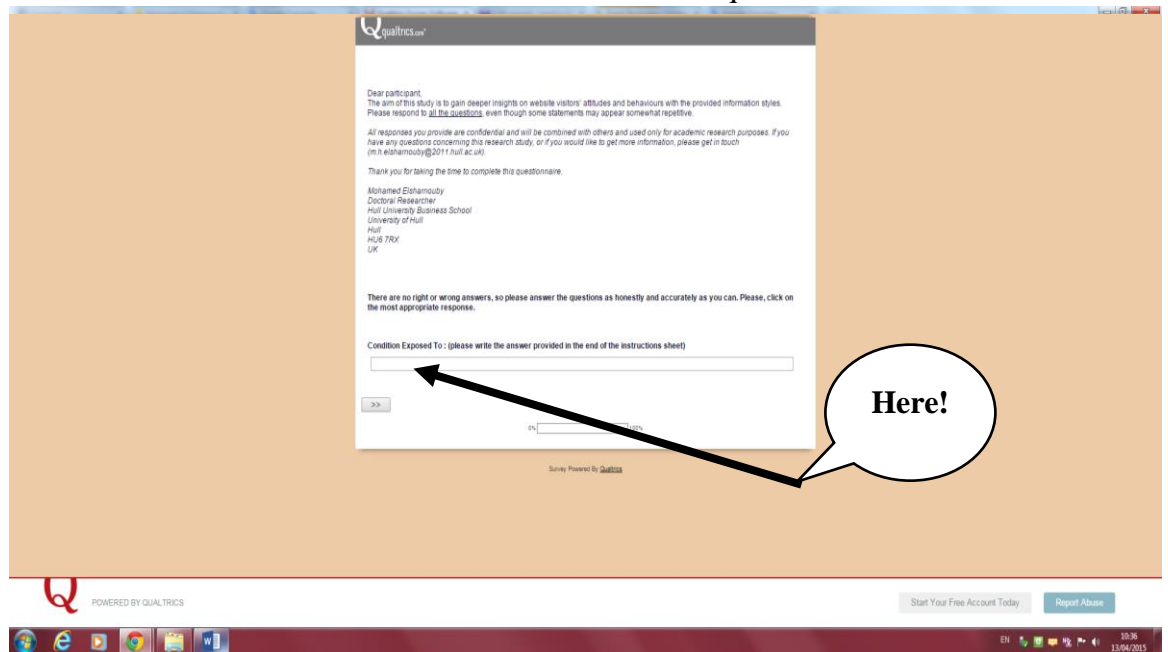 qualtrics.com
Dear participant,
The aim of this study is to gain deeper insights on website visitors' attitudes and behaviours with the provided information styles.
Please respond to all the questions, even though some statements may appear somewhat repetitive.
All responses you provide are confidential and will be combined with others and used only for academic research purposes. If you
have any questions concerning this research study, or if you would like to get more information, please get in touch
(m.h.elsharnouby@2011.hull.ac.uk).
Thank you for taking the time to complete this questionnaire.
Mohamed Elsharnouby
Doctoral Researcher
Hull University Business School
University of Hull
Hull
HU6 7RX
UK
There are no right or wrong answers, so please answer the questions as honestly and accurately as you can. Please, click on
the most appropriate response.
Condition Exposed To : (please write the answer provided in the end of the instructions sheet)
Here!
>>
0% 100%
Survey Powered By Qualtrics
Q POWERED BY QUALTRICS
Start Your Free Account Today Report Abuse
EN 10:36
13/04/2015